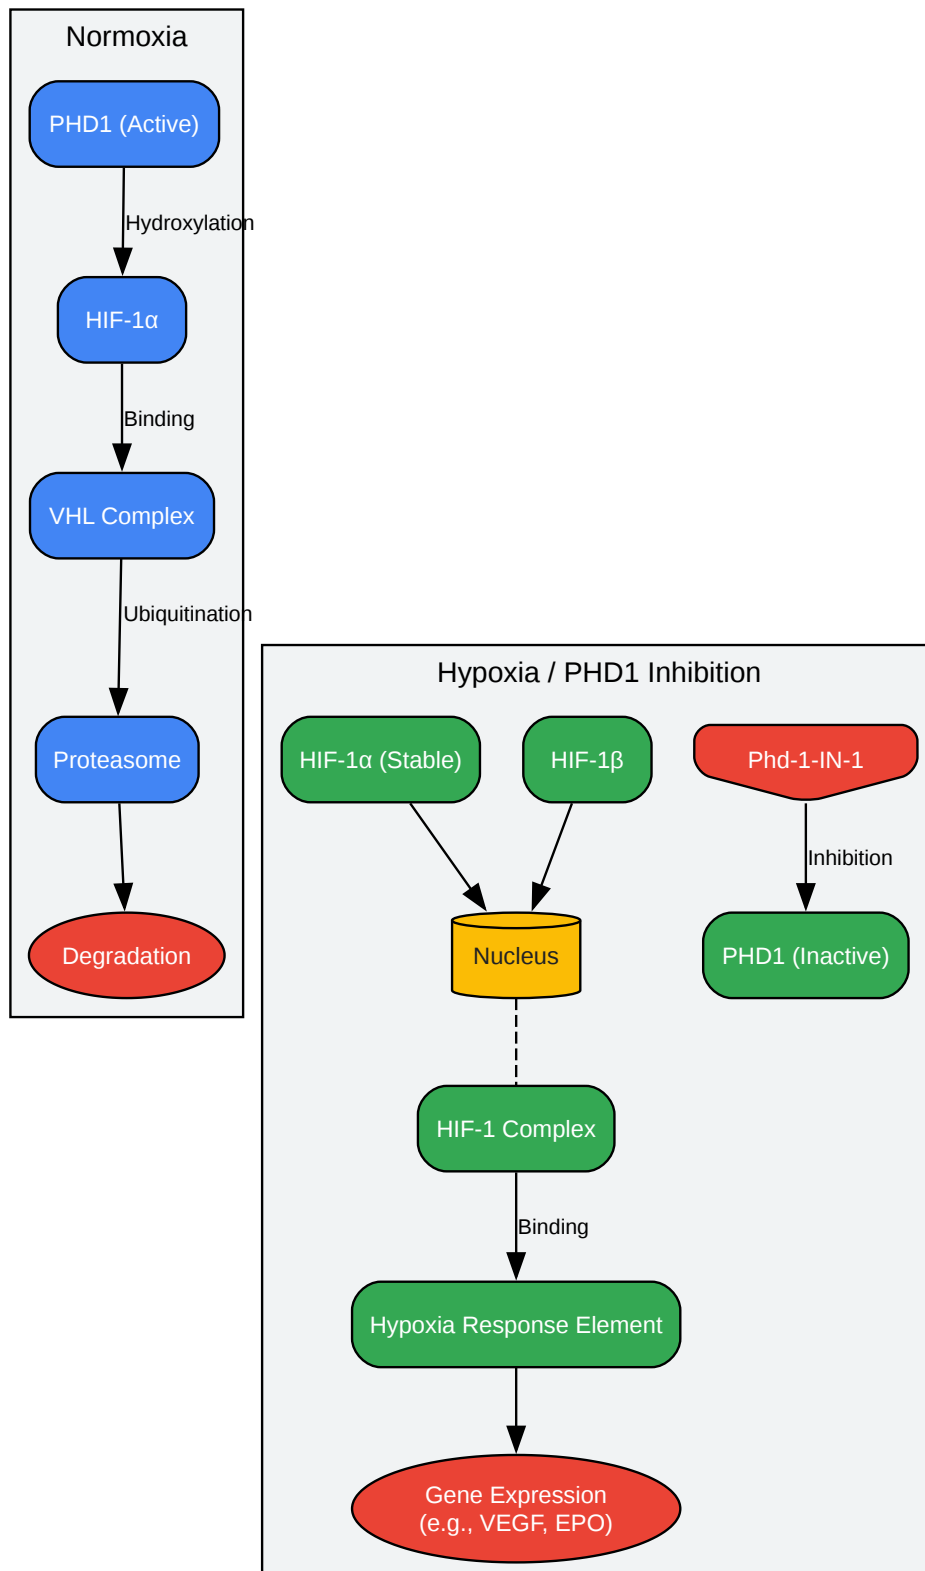 Normoxia
PHD1 (Active)
Hydroxylation
HIF-1α
Binding
VHL Complex
Ubiquitination
Proteasome
Degradation
Hypoxia / PHD1 Inhibition
HIF-1α (Stable)
HIF-1β
Phd-1-IN-1
Inhibition
Nucleus
PHD1 (Inactive)
HIF-1 Complex
Binding
Hypoxia Response Element
Gene Expression
(e.g., VEGF, EPO)